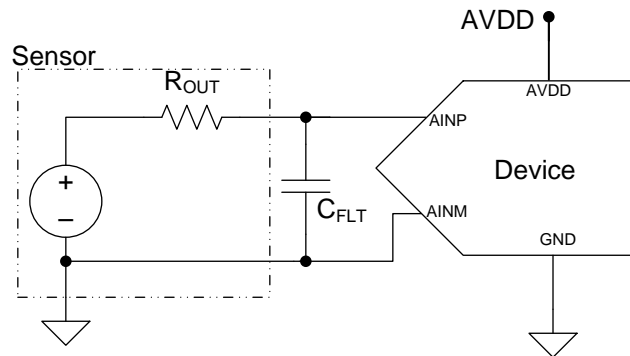 AVDD
Sensor
ROUT
AVDD
AINP
+
Device
–
CFLT
AINM
GND